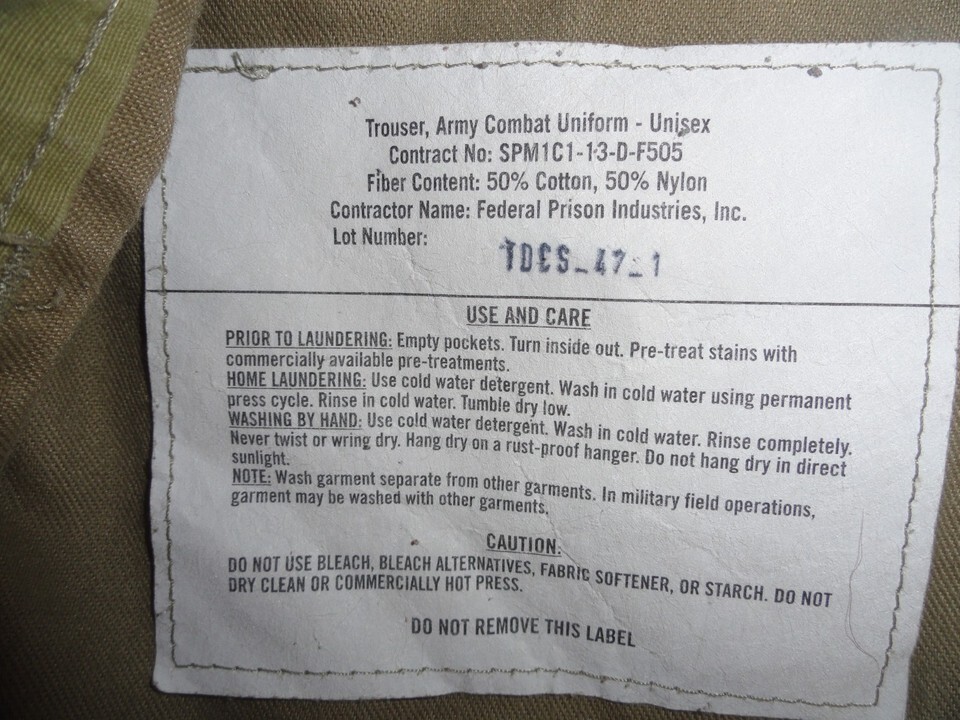 Trouser, Army Combat Uniform - Unisex
Contract No: SPM1C1-13-D-F505
Fiber Content: 50% Cotton, 50% Nylon
Contractor Name: Federal Prison Industries, Inc.
Lot Number: TDES-47-1
USE AND CARE
PRIOR TO LAUNDERING: Empty pockets. Turn inside out. Pre-treat stains with
commercially available pre-treatments.
HOME LAUNDERING: Use cold water detergent. Wash in cold water using permanent
press cycle. Rinse in cold water. Tumble dry low.
WASHING BY HAND: Use cold water detergent. Wash in cold water. Rinse completely.
Never twist or wring dry. Hang dry on a rust-proof hanger. Do not hang dry in direct
sunlight.
NOTE: Wash garment separate from other garments. In military field operations,
garment may be washed with other garments.
CAUTION:
DO NOT USE BLEACH, BLEACH ALTERNATIVES, FABRIC SOFTENER, OR STARCH. DO NOT
DRY CLEAN OR COMMERCIALLY HOT PRESS.
DO NOT REMOVE THIS LABEL